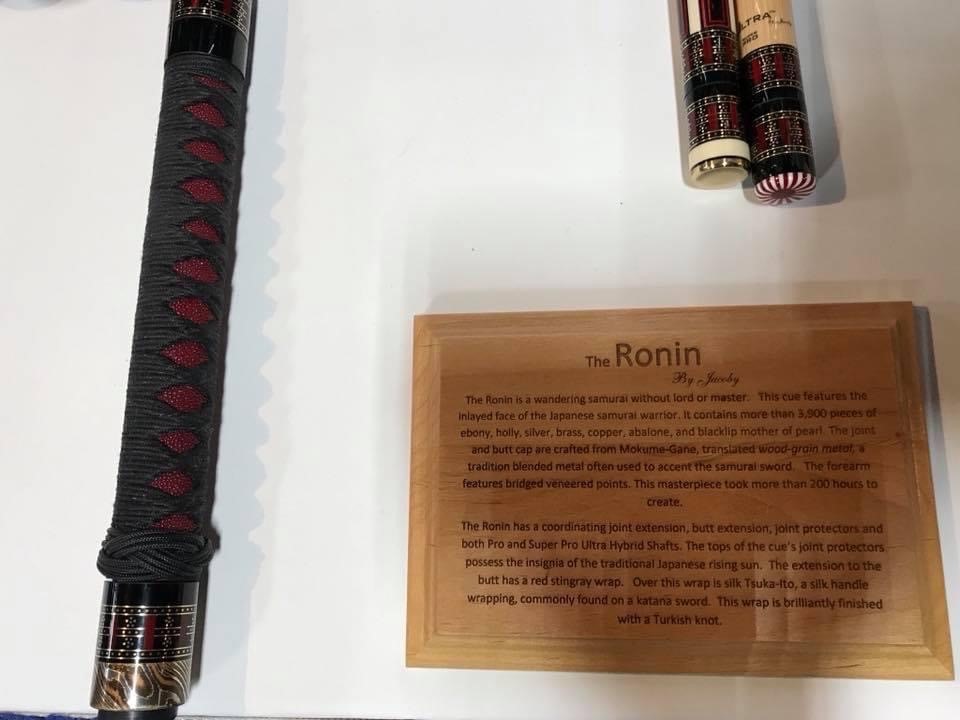 LTRA™
PRO
The Ronin
By Jacoby
The Ronin is a wandering samurai without lord or master. This cue features the
inlayed face of the Japanese samurai warrior. It contains more than 3,900 pieces of
ebony, holly, silver, brass, copper, abalone, and blacklip mother of pearl. The joint
and butt cap are crafted from Mokume-Gane, translated wood-grain metal, a
tradition blended metal often used to accent the samurai sword. The forearm
features bridged veneered points. This masterpiece took more than 200 hours to
create.
The Ronin has a coordinating joint extension, butt extension, joint protectors and
both Pro and Super Pro Ultra Hybrid Shafts. The tops of the cue's joint protectors
possess the insignia of the traditional Japanese rising sun. The extension to the
butt has a red stingray wrap. Over this wrap is silk Tsuka-Ito, a silk handle
wrapping, commonly found on a katana sword. This wrap is brilliantly finished
with a Turkish knot.